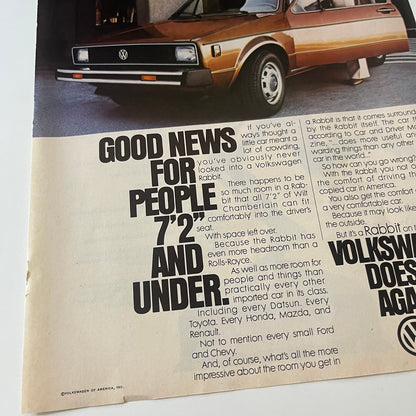 GOOD NEWS
FOR
PEOPLE
7'2"
AND
UNDER.
If you've al-
ways thought a
little car meant a
lot of crowding,
you've obviously never
looked into a Volkswagen
Rabbit.
There happens to be
so much room in a Rab-
bit that all 7'2" of Wilt
Chamberlain can fit
comfortably into the driver's
seat.
With space left over.
Because the Rabbit has
even more headroom than a
Rolls-Royce.
As well as more room for
people and things than
practically every other
imported car in its class.
Including every Datsun. Every
Toyota. Every Honda, Mazda, and
Renault.
Not to mention every small Ford
and Chevy.
And, of course, what's all the more
impressive about the room you get in
a Rabbit is that it comes surround
by the Rabbit itself. The car th
according to Car and Driver M
zine, "...does more useful
warding things than any other
car in the world."
So how can you go wrong?
With the Rabbit you not
the comfort of driving th
copied car in America.
You also get the comfort
a very comfortable car.
Because it may look like
the outside.
But it's a Rabbit on t
VOLKSW
DOES
AGA
©VOLKSWAGEN OF AMERICA, INC.